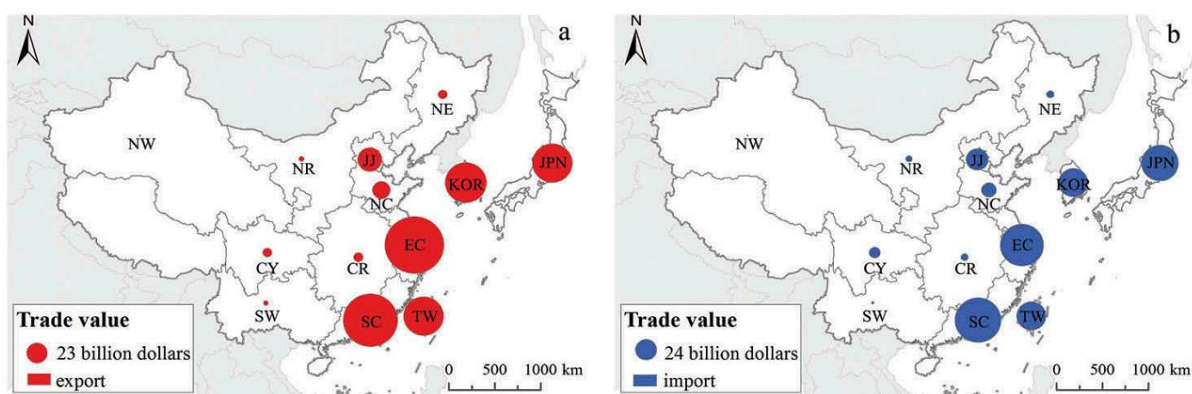 N
a
NE
NW
NR
JJ
JPN
KOR
NC
EC
CY
CR
SW
SC
TW
Trade value
23 billion dollars
export
0 500 1000 km
N
b
NE
NW
NR
JJ
JPN
KOR
NC
EC
CY
CR
SW
SC
TW
Trade value
24 billion dollars
import
0 500 1000 km